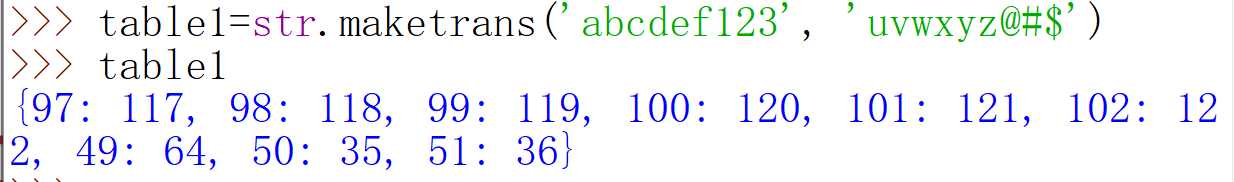 >>> table1=str.maketrans('abcdef123', 'uvwxyz@#$')
>>> table1
{97: 117, 98: 118, 99: 119, 100: 120, 101: 121, 102: 12
2, 49: 64, 50: 35, 51: 36}